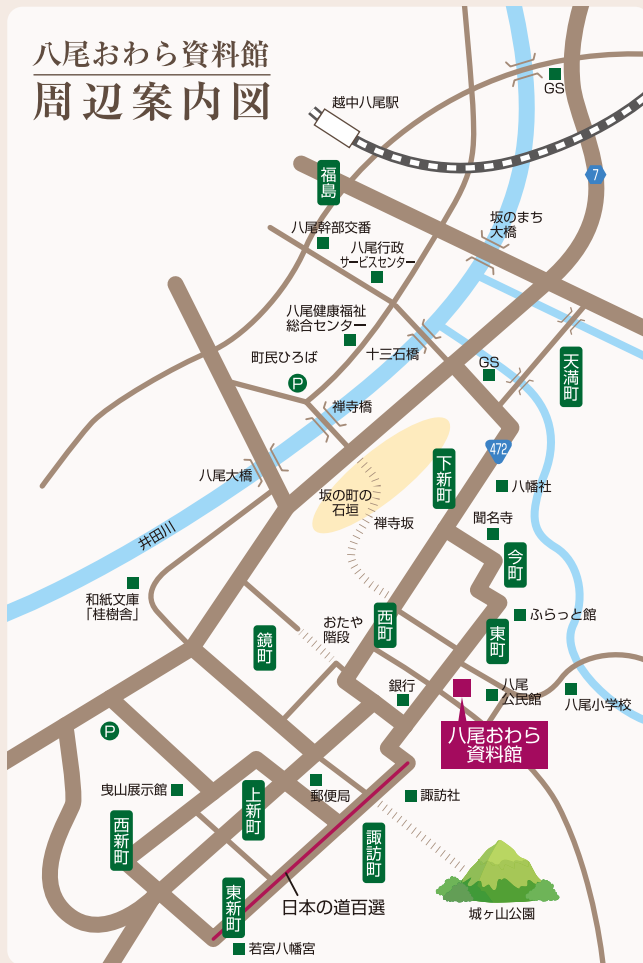 八尾おわら資料館
周辺案内図
GS
越中八尾駅
7
福島
坂のまち
大橋
八尾幹部交番
八尾行政
サービスセンター
八尾健康福祉
総合センター
十三石橋
町民ひろば
P
GS
天満町
禅寺橋
472
下新町
八尾大橋
坂の町の
石垣
八幡社
禅寺坂
聞名寺
井田川
今町
和紙文庫
「桂樹舎」
おたや
階段
西町
ふらっと館
東町
鏡町
銀行
八尾
公民館
八尾小学校
八尾おわら
資料館
P
曳山展示館
郵便局
諏訪社
上新町
西新町
諏訪町
東新町
日本の道百選
城ヶ山公園
若宮八幡宮